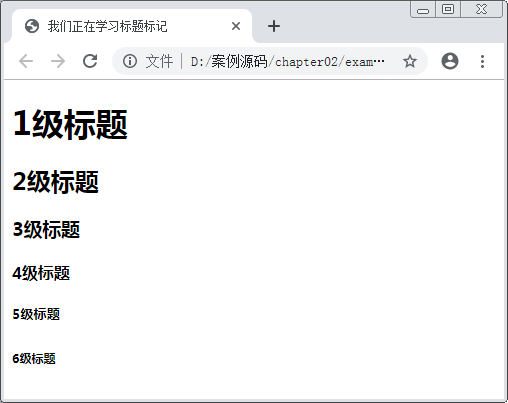 我们正在学习标题标记
文件 | D:/案例源码/chapter02/exam…
1级标题
2级标题
3级标题
4级标题
5级标题
6级标题